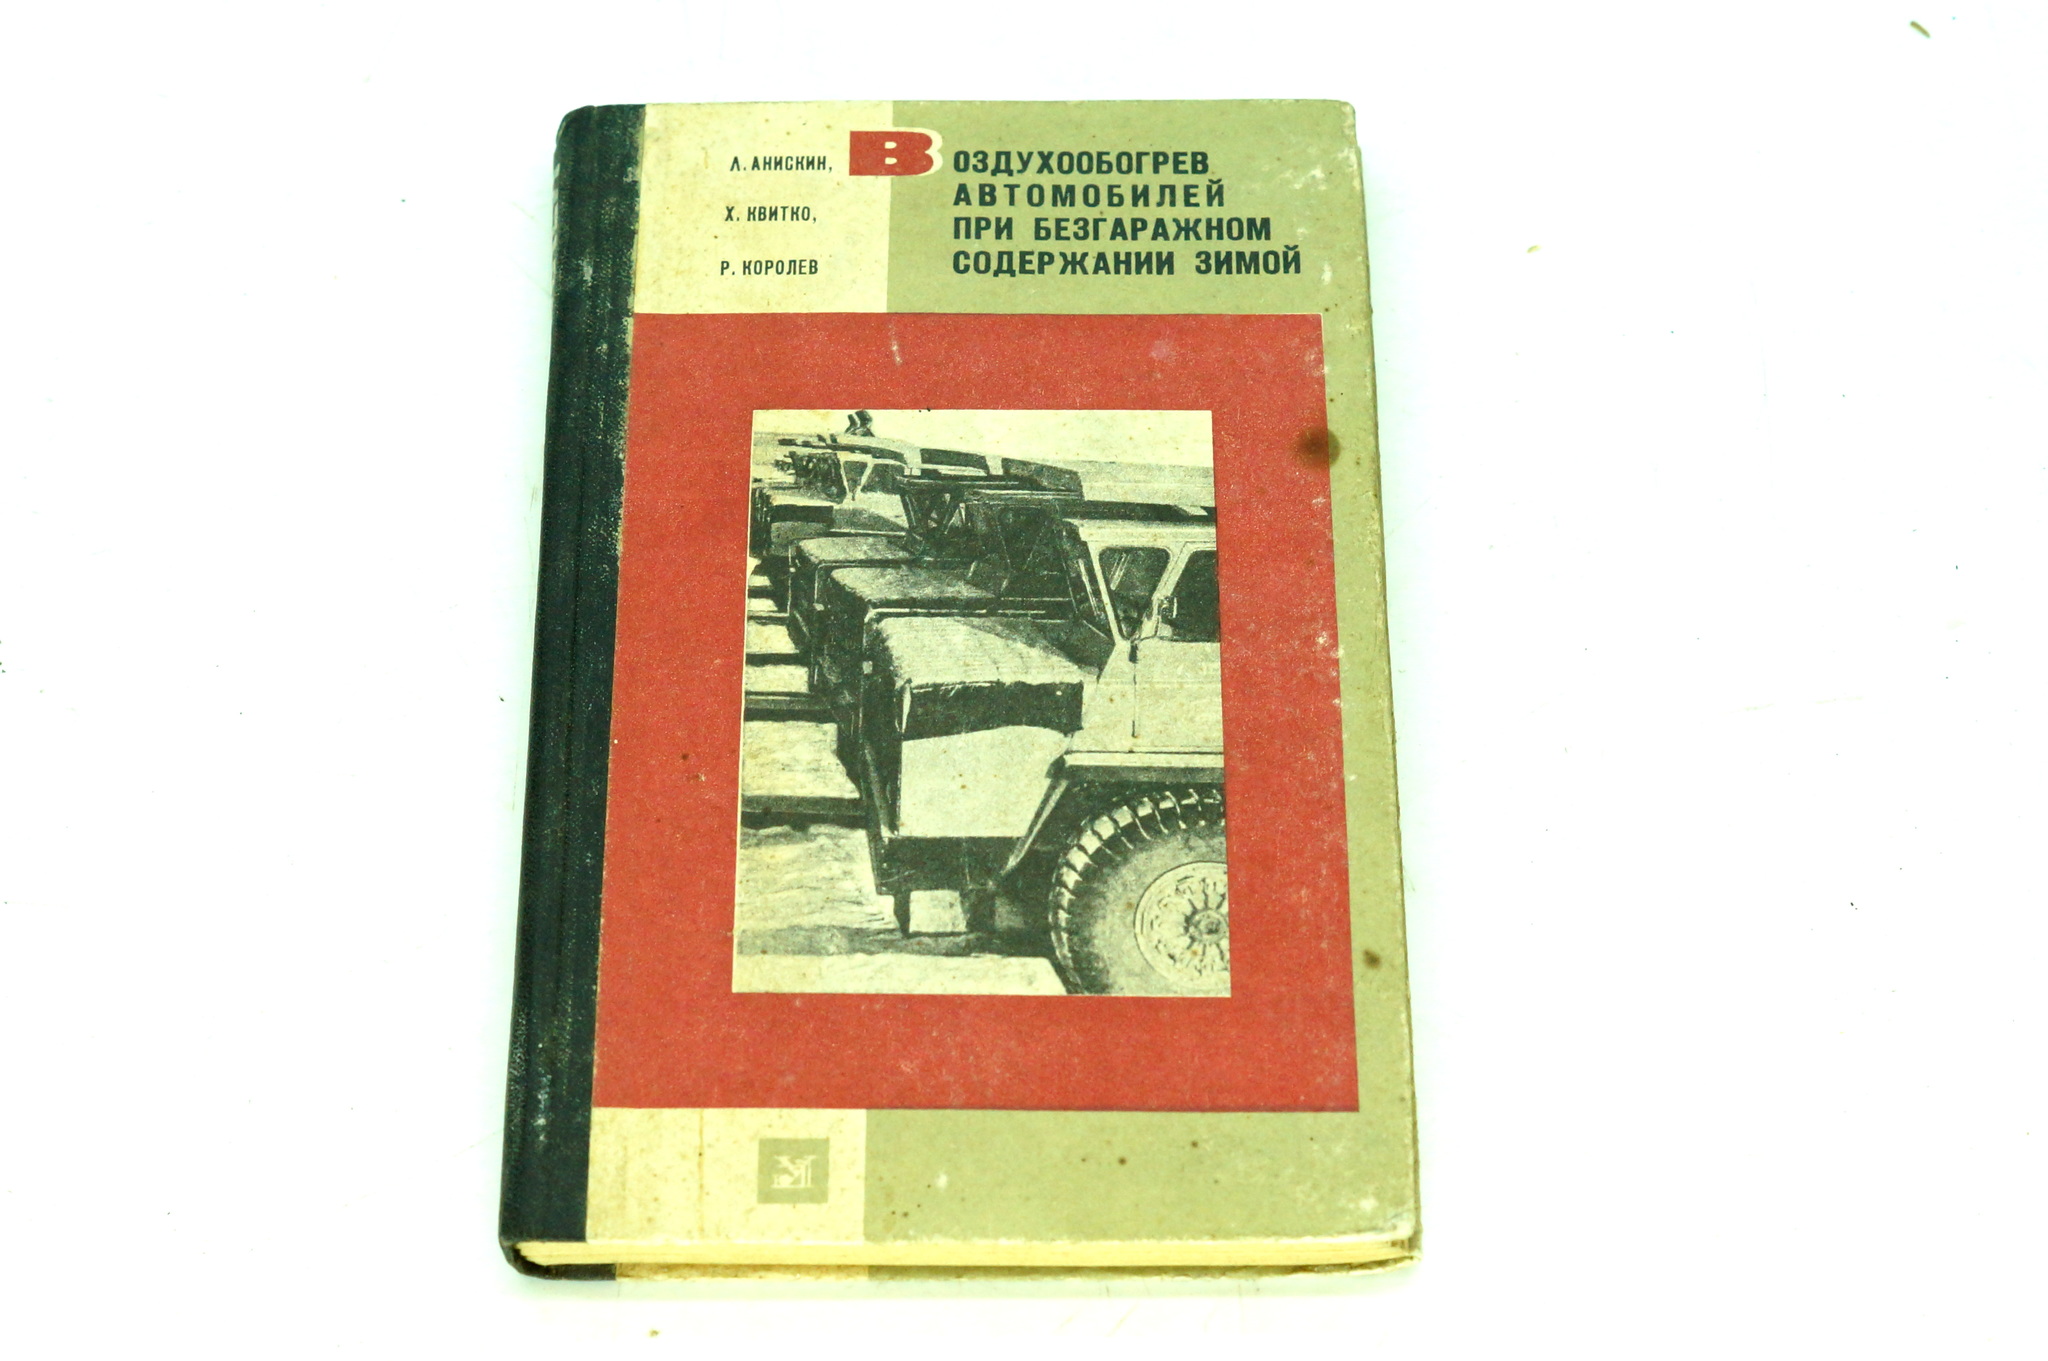 Л. АНИСКИН,
Х. КВИТКО,
Р. КОРОЛЕВ
ВОЗДУХООБОГРЕВ
АВТОМОБИЛЕЙ
ПРИ БЕЗГАРАЖНОМ
СОДЕРЖАНИИ ЗИМОЙ